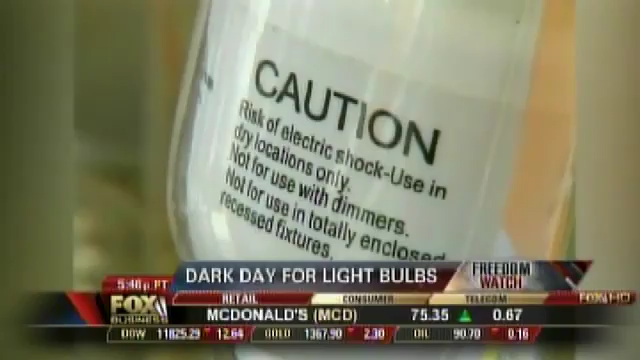 CAUTION
Risk of electric shock-Use in
dry locations only.
Not for use with dimmers.
Not for use in totally enclosed
recessed fixtures.
DARK DAY FOR LIGHT BULBS
FREEDOM
WATCH
5:46 p PT
FOX
BUSINESS
RETAIL
CONSUMER
TELECOM
FOX HD
MCDONALD'S (MCD) 75.35 0.67
DOW 11825.29 12.64 GOLD 1367.90 2.30 OIL 90.70 0.16